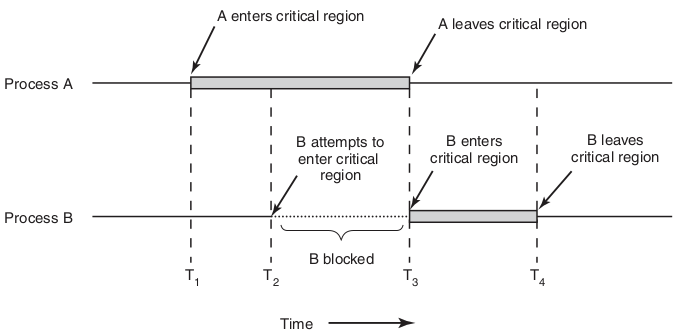 A enters critical region
A leaves critical region
Process A
B attempts to
enter critical
region
B enters
critical region
B leaves
critical region
Process B
B blocked
T1
T2
T3
T4
Time